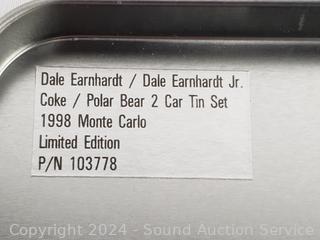 Dale Earnhardt / Dale Earnhardt Jr.
Coke / Polar Bear 2 Car Tin Set
1998 Monte Carlo
Limited Edition
P/N 103778
Copyright 2024 - Sound Auction Service